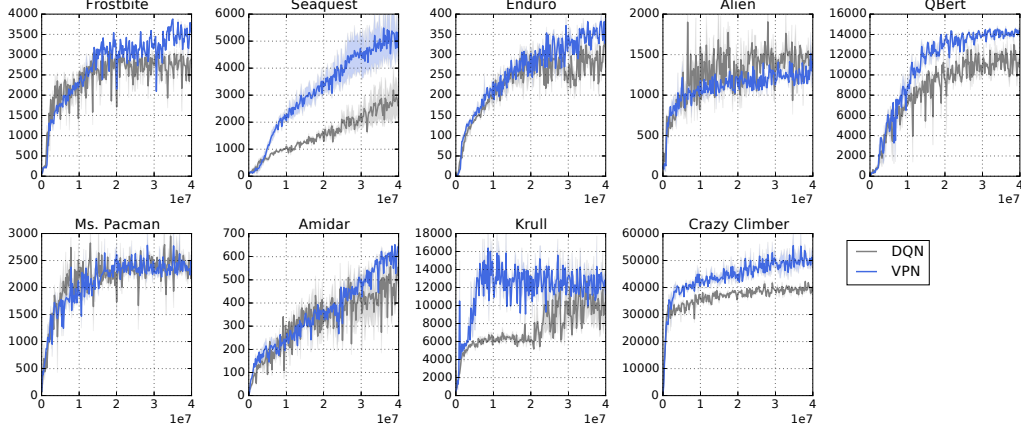 Frostbite
4000
3500
3000
2500
2000
1500
1000
500
0
0 1 2 3 4
1e7
Seaquest
6000
5000
4000
3000
2000
1000
0
0 1 2 3 4
1e7
Enduro
400
350
300
250
200
150
100
50
0
0 1 2 3 4
1e7
Alien
2000
1500
1000
500
0
0 1 2 3 4
1e7
QBert
16000
14000
12000
10000
8000
6000
4000
2000
0
0 1 2 3 4
1e7
Ms. Pacman
3000
2500
2000
1500
1000
500
0
0 1 2 3 4
1e7
Amidar
700
600
500
400
300
200
100
0
0 1 2 3 4
1e7
Krull
18000
16000
14000
12000
10000
8000
6000
4000
2000
0 1 2 3 4
1e7
Crazy Climber
60000
50000
40000
30000
20000
10000
0
0 1 2 3 4
1e7
DQN
VPN